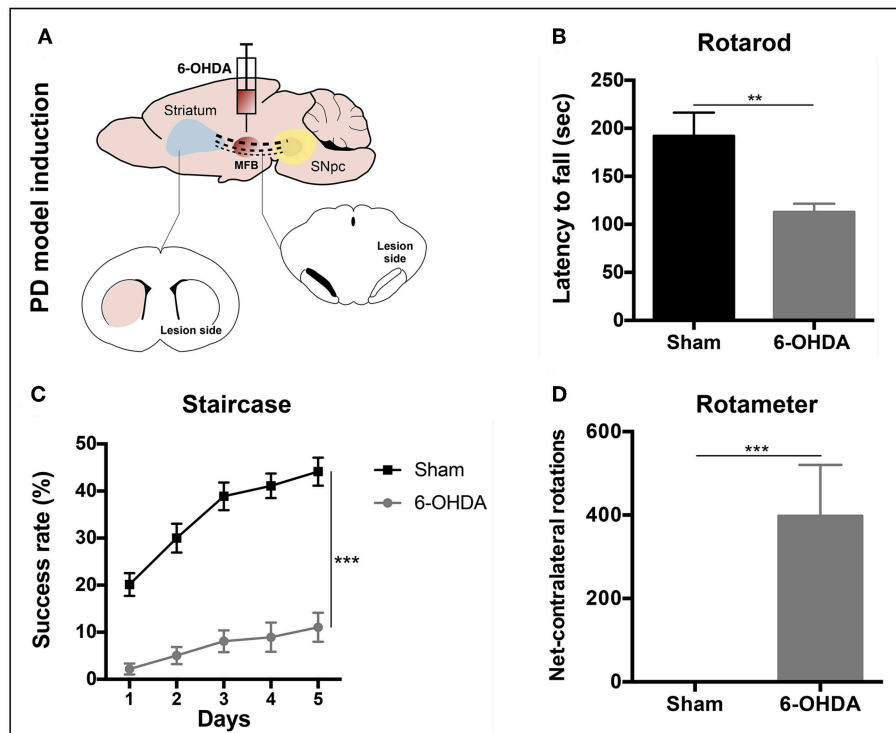 A
PD model induction
6-OHDA
Striatum
MFB
SNpc
Lesion side
Lesion
side
B
Rotarod
Latency to fall (sec)
250
200
150
100
50
0
**
Sham
6-OHDA
C
Staircase
Success rate (%)
50
40
30
20
10
0
1 2 3 4 5
Days
Sham
6-OHDA
***
D
Rotameter
Net-contralateral rotations
600
400
200
0
***
Sham
6-OHDA